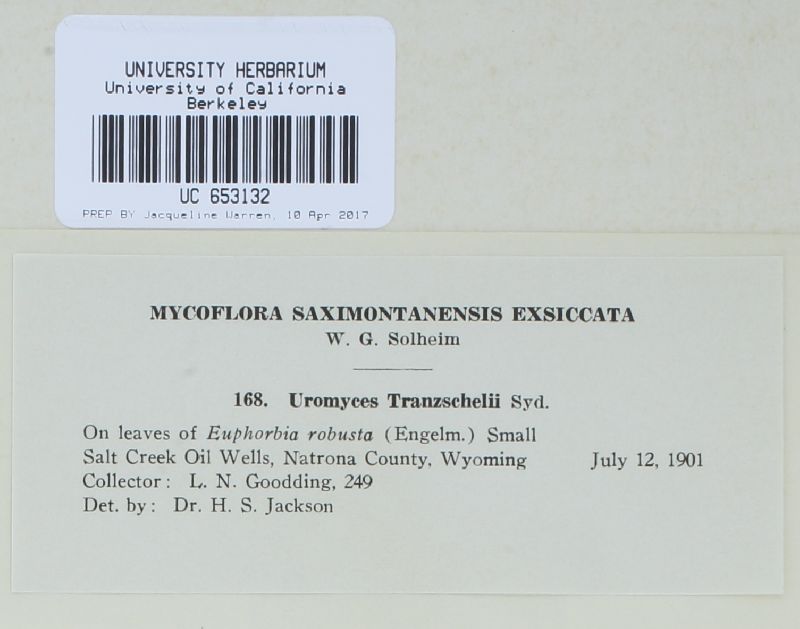 UNIVERSITY HERBARIUM
University of California
Berkeley
UC 653132
PREP BY Jacqueline Warren, 10 Apr 2017
MYCOFLORA SAXIMONTANENSIS EXSICCATA
W. G. Solheim
168. Uromyces Tranzschelii Syd.
On leaves of Euphorbia robusta (Engelm.) Small
Salt Creek Oil Wells, Natrona County, Wyoming July 12, 1901
Collector: L. N. Goodding, 249
Det. by: Dr. H. S. Jackson